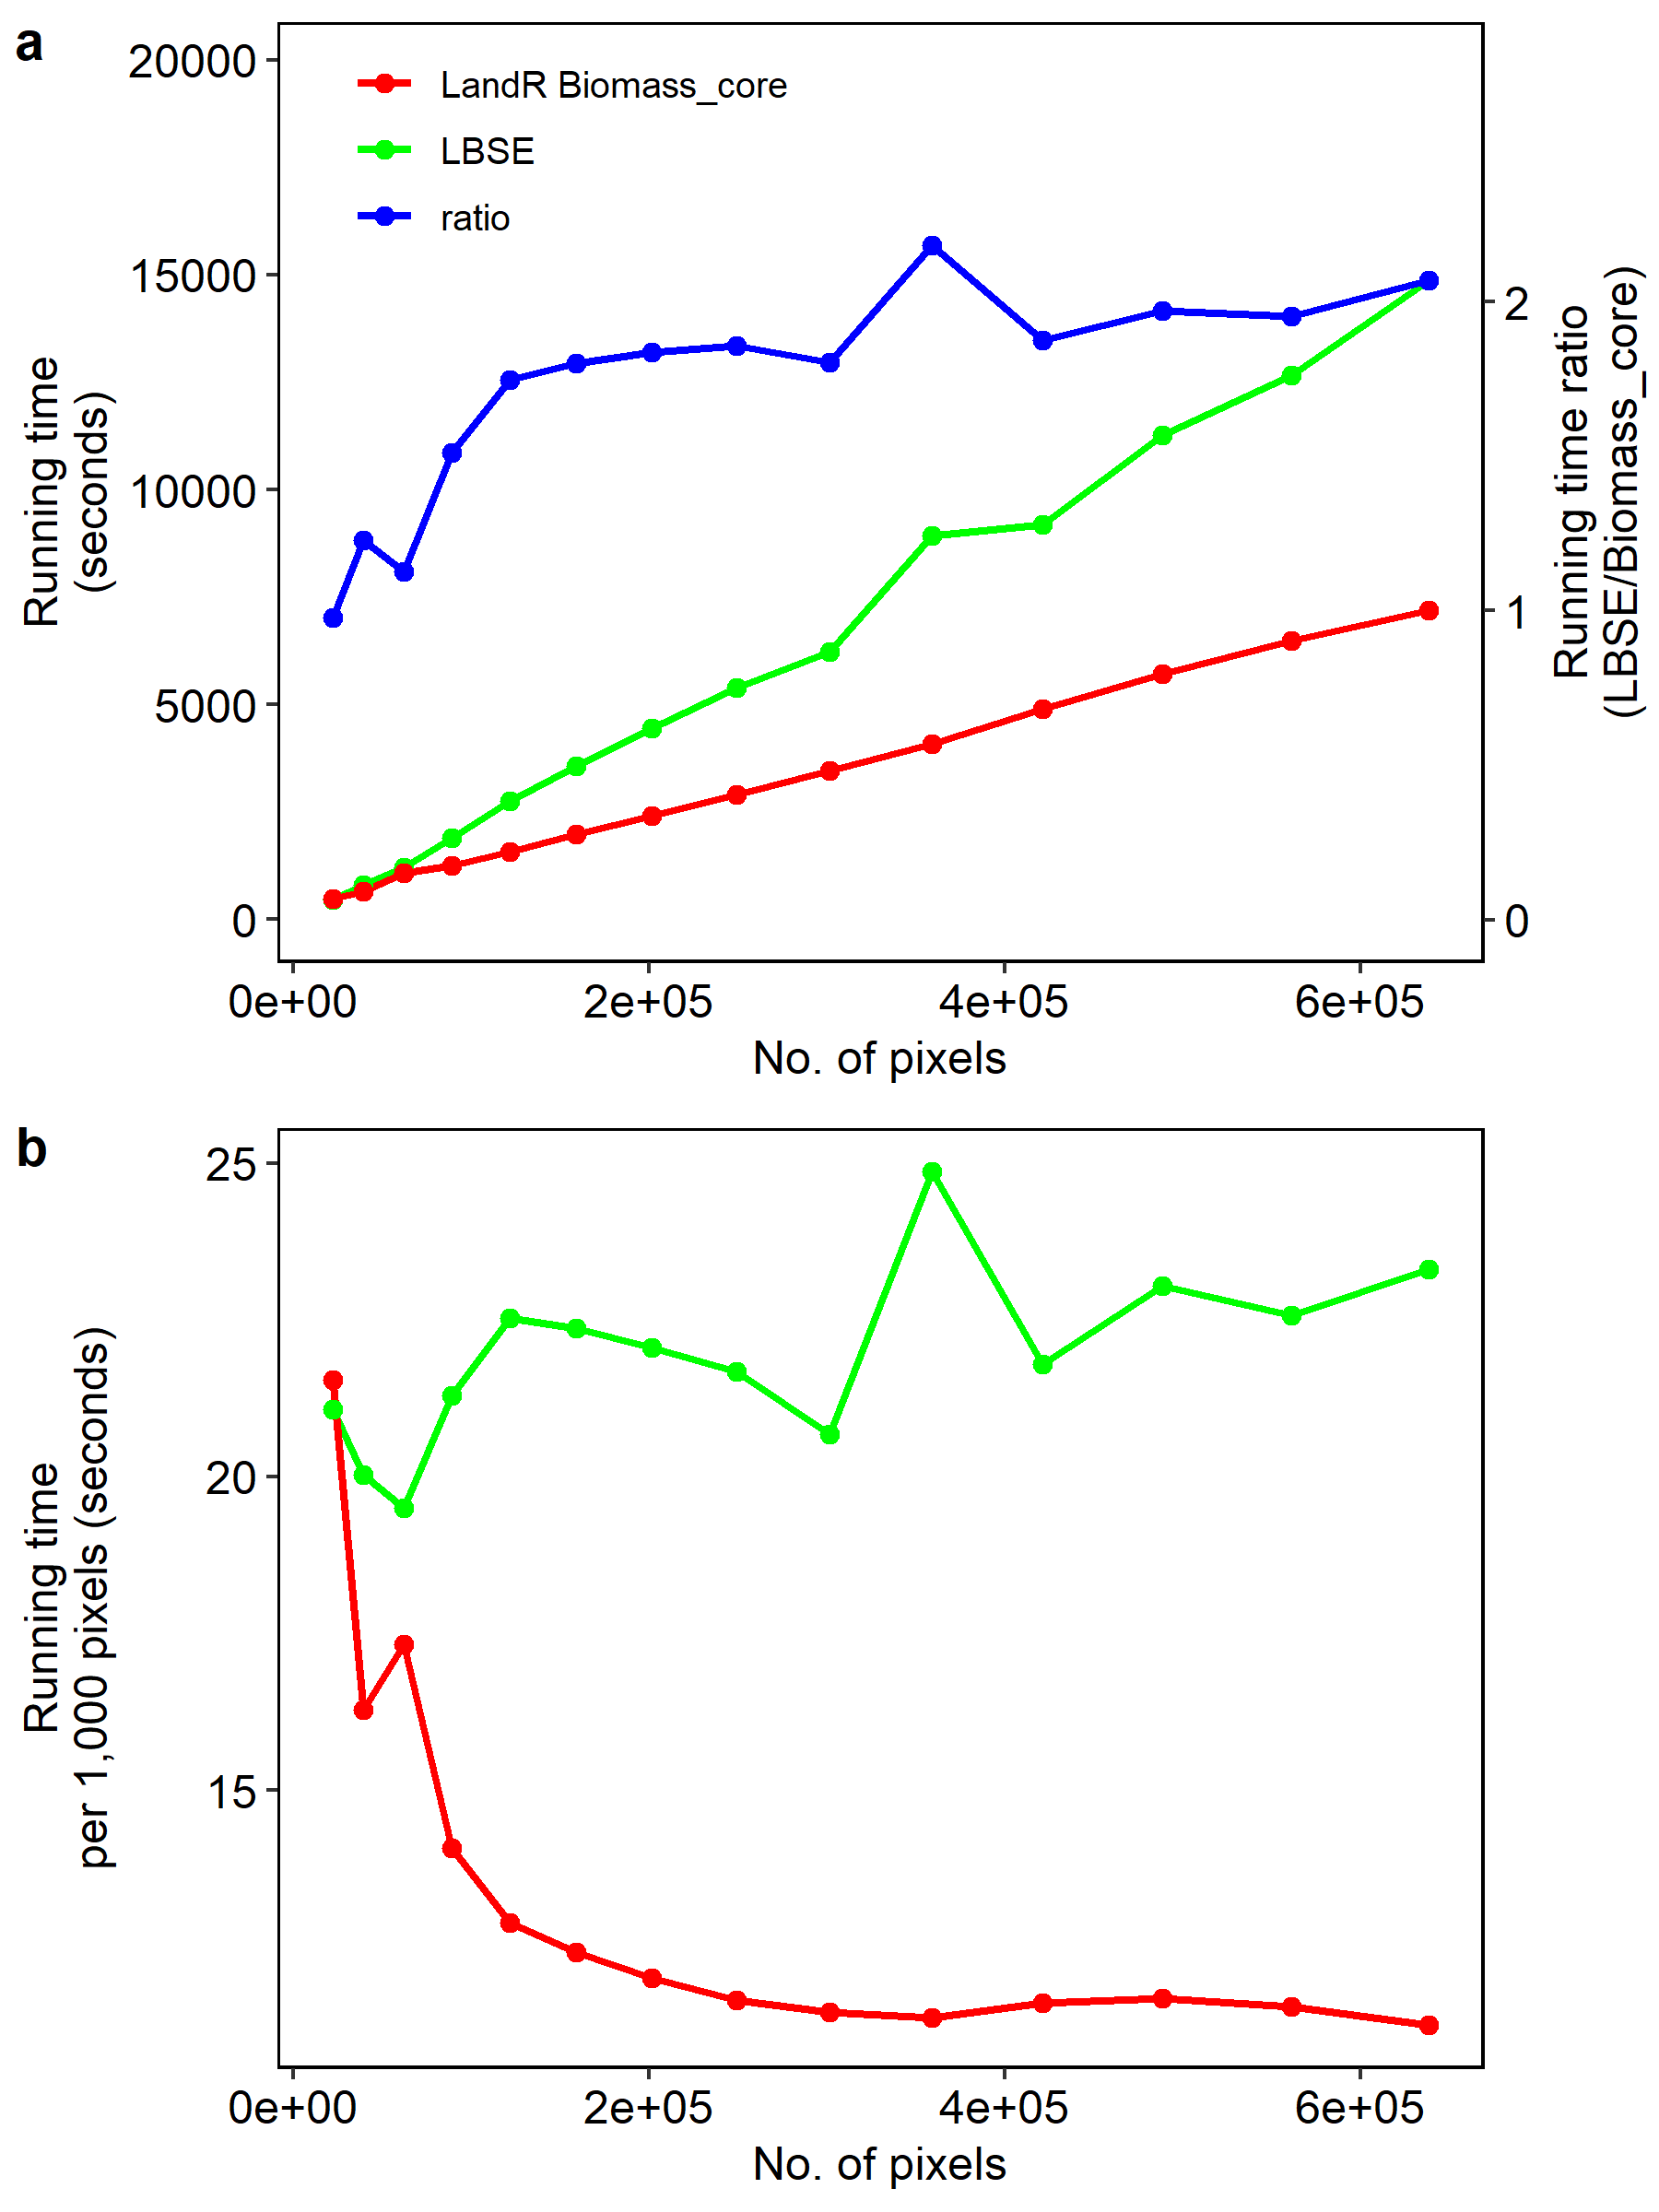 a
20000
15000
10000
5000
0
Running time
(seconds)
LandR Biomass_core
LBSE
ratio
2
1
0
Running time ratio
(LBSE/Biomass_core)
0e+00 2e+05 4e+05 6e+05
No. of pixels
b
25
20
15
Running time
per 1,000 pixels (seconds)
0e+00 2e+05 4e+05 6e+05
No. of pixels